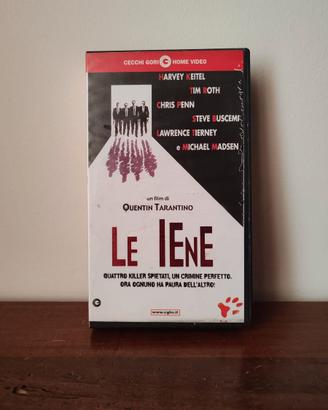 CECCHI GORI HOME VIDEO
HARVEY KEITEL
TIM ROTH
CHRIS PENN
STEVE BUSCEMI
LAWRENCE TIERNEY
E MICHAEL MADSEN
un film di
QUENTIN TARANTINO
LE IENE
QUATTRO KILLER SPIETATI, UN CRIMINE PERFETTO.
ORA OGNUNO HA PAURA DELL'ALTRO!
www.cghv.it